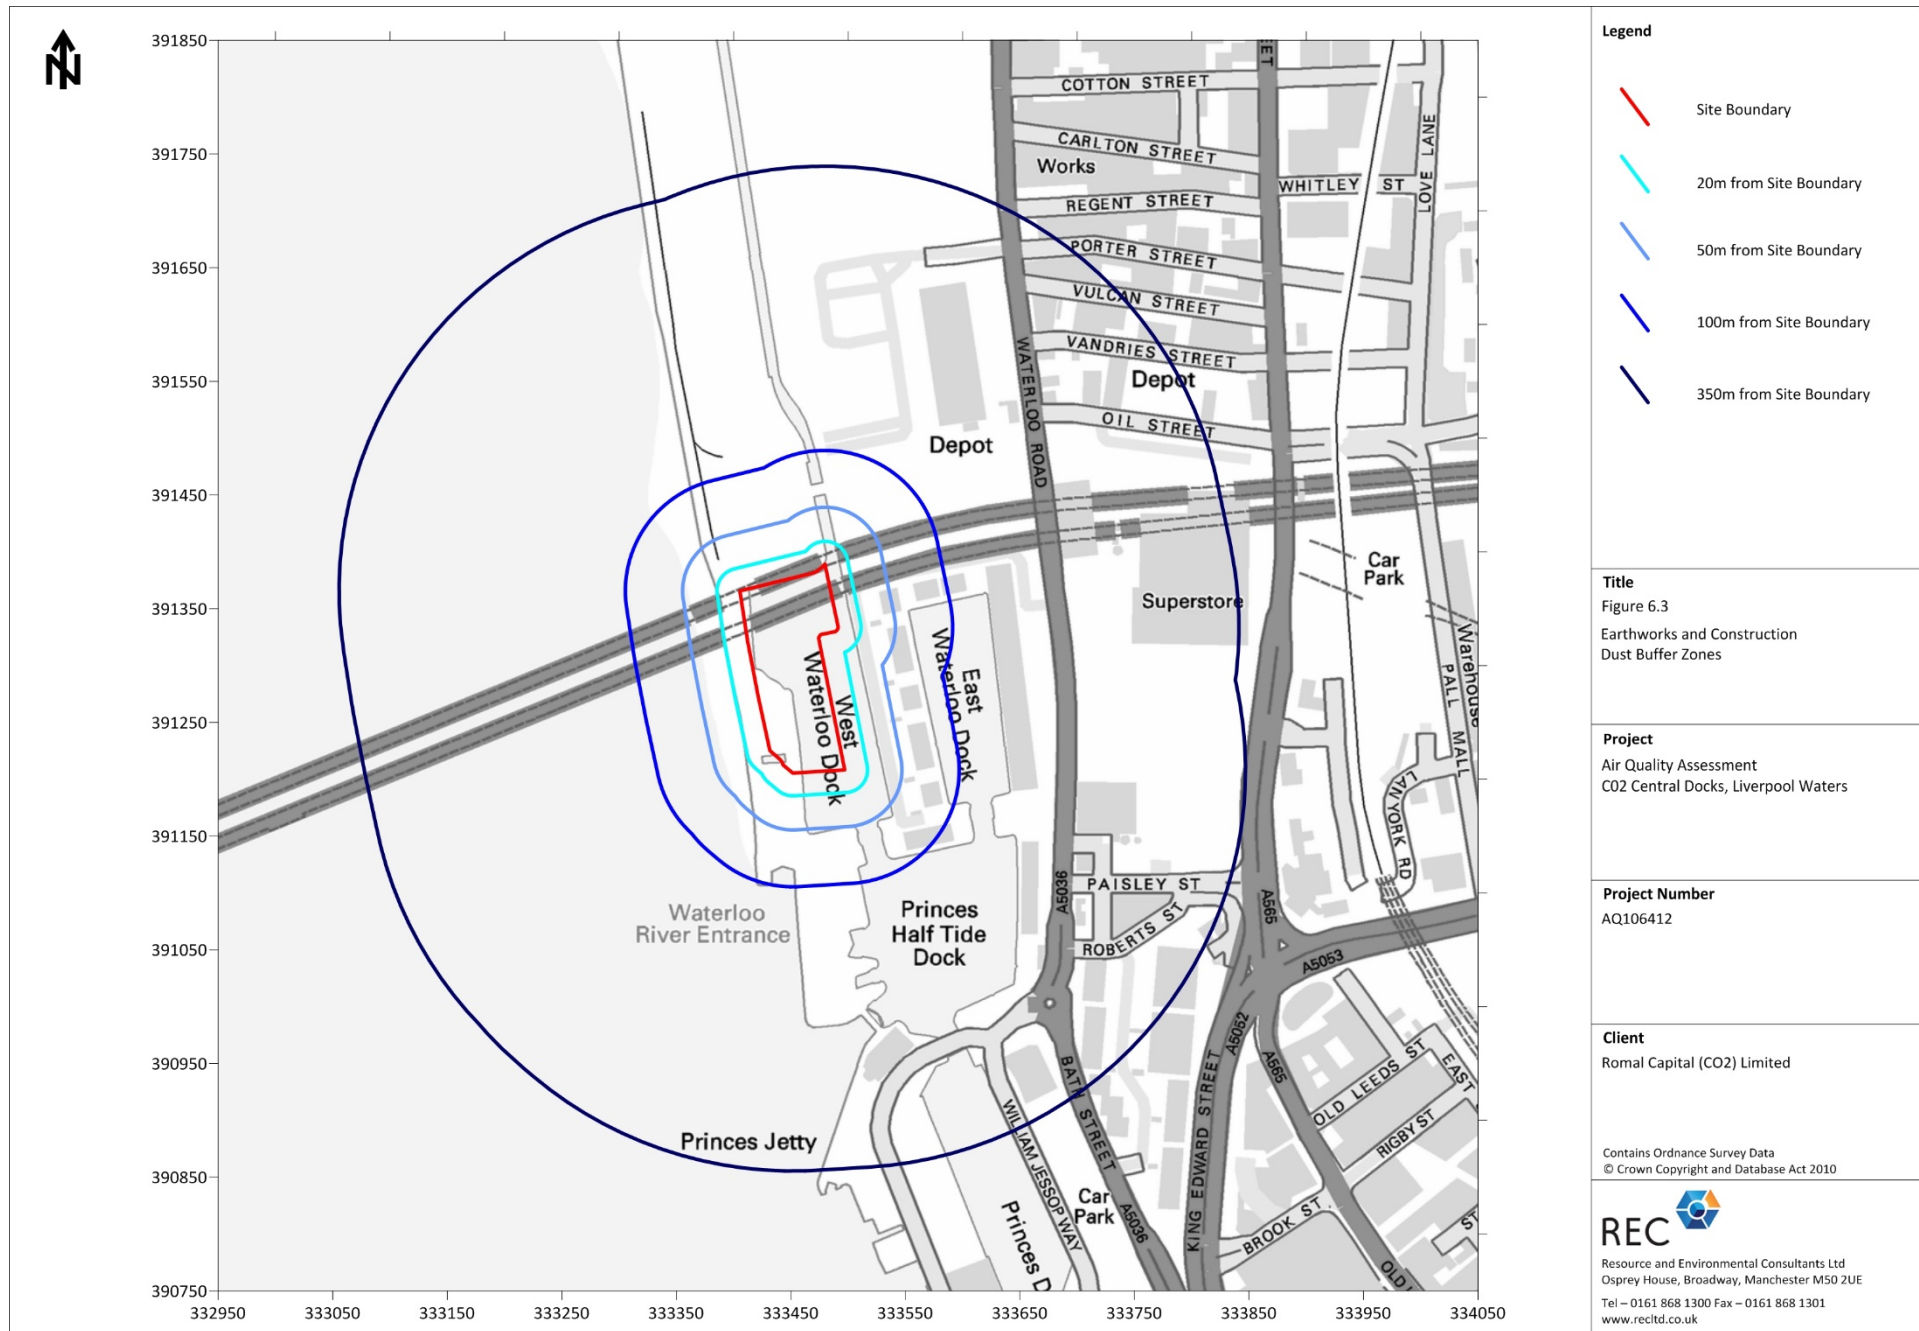 N
391850
391750
391650
391550
391450
391350
391250
391150
391050
390950
390850
390750
332950
333050
333150
333250
333350
333450
333550
333650
333750
333850
333950
334050
COTTON STREET
CARLTON STREET
Works
REGENT STREET
WHITLEY ST
LOVE LANE
PORTER STREET
VULCAN STREET
VANDRIES STREET
Depot
WATERLOO ROAD
OIL STREET
Depot
Car
Park
Superstore
Warehouse
East
Waterloo Dock
West
Waterloo Dock
PALL MALL
LANYORK RD
Waterloo
River Entrance
Princes
Half Tide
Dock
A5036
PAISLEY ST
ROBERTS ST
A565
A5053
A5052
A565
OLD LEEDS ST
EAST
RIGBY ST
BATH STREET
KING EDWARD STREET
WILLIAM JESSOP WAY
Princes Jetty
Car
Park
A5036
BROOK ST
ST
Princes D
OLD
ET
Legend
Site Boundary
20m from Site Boundary
50m from Site Boundary
100m from Site Boundary
350m from Site Boundary
Title
Figure 6.3
Earthworks and Construction
Dust Buffer Zones
Project
Air Quality Assessment
C02 Central Docks, Liverpool Waters
Project Number
AQ106412
Client
Romal Capital (CO2) Limited
Contains Ordnance Survey Data
© Crown Copyright and Database Act 2010
REC
Resource and Environmental Consultants Ltd
Osprey House, Broadway, Manchester M50 2UE
Tel – 0161 868 1300 Fax – 0161 868 1301
www.recltd.co.uk